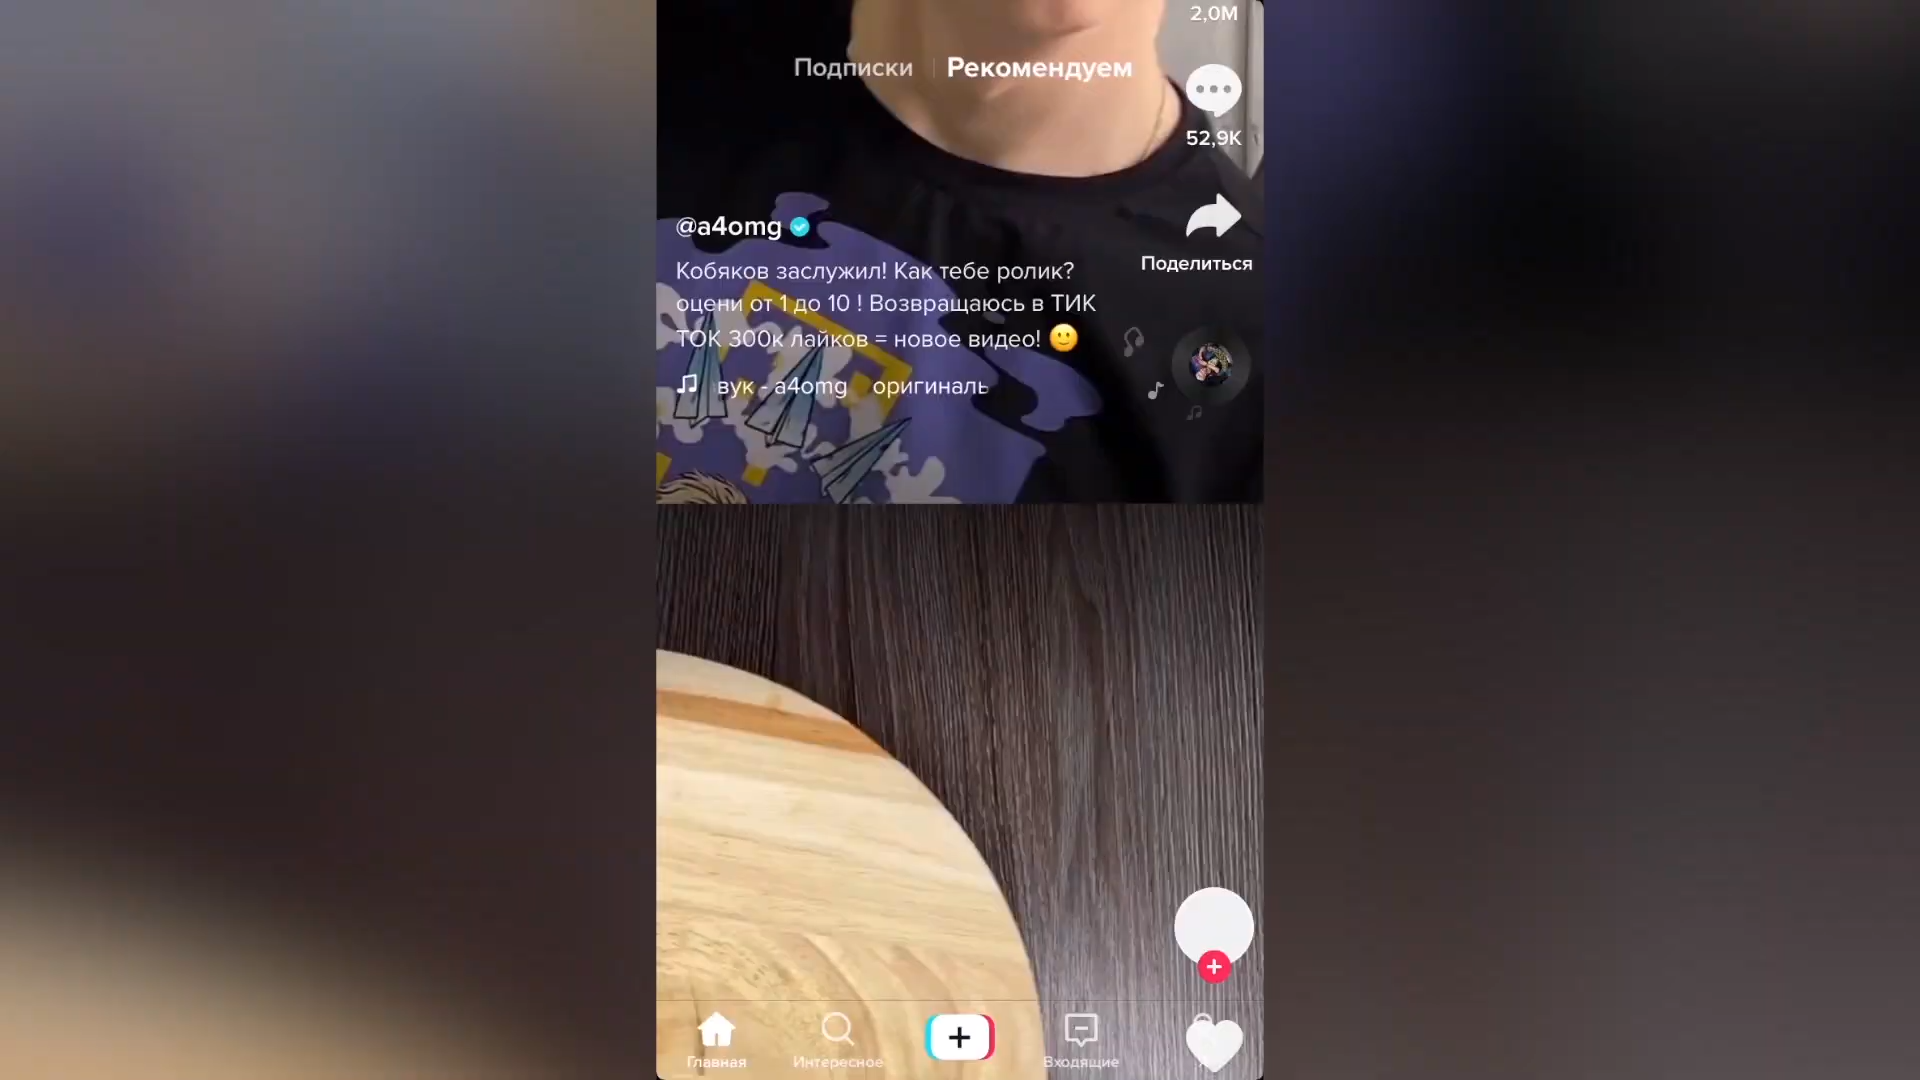 2,0M
Подписки
Рекомендуем
52,9K
@a4omg
Поделиться
Кобяков заслужил! Как тебе ролик?
оцени от 1 до 10 ! Возвращаюсь в ТИК
ТОК 300к лайков = новое видео! 🙂
вук - a4omg оригиналь
Главная
Интересное
Входящие